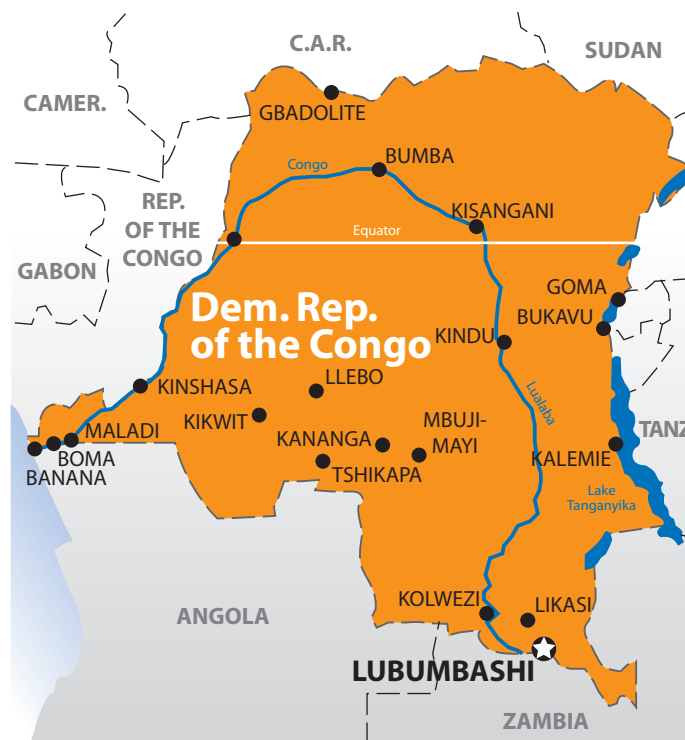 C.A.R.
SUDAN
CAMER.
GBADOLITE
Congo
BUMBA
REP.
OF THE
CONGO
KISANGANI
Equator
GABON
GOMA
Dem. Rep.
of the Congo
BUKAVU
KINDU
LLEBO
KINSHASA
Lualaba
KIKWIT
MBUJI-
MAYI
MALADI
KANANGA
TANZ
BOMA
KALEMIE
BANANA
TSHIKAPA
Lake
Tanganyika
KOLWEZI
LIKASI
ANGOLA
LUBUMBASHI
ZAMBIA